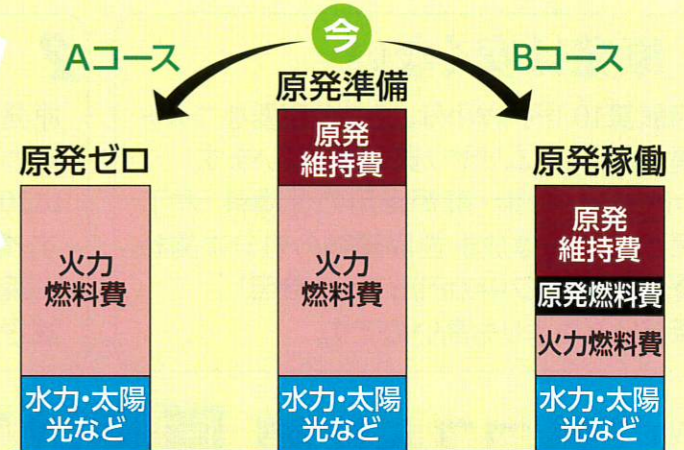 今
Aコース
Bコース
原発準備
原発ゼロ
原発稼働
火力
燃料費
水力・太陽
光など
原発
維持費
火力
燃料費
水力・太陽
光など
原発
維持費
原発燃料費
火力燃料費
水力・太陽
光など